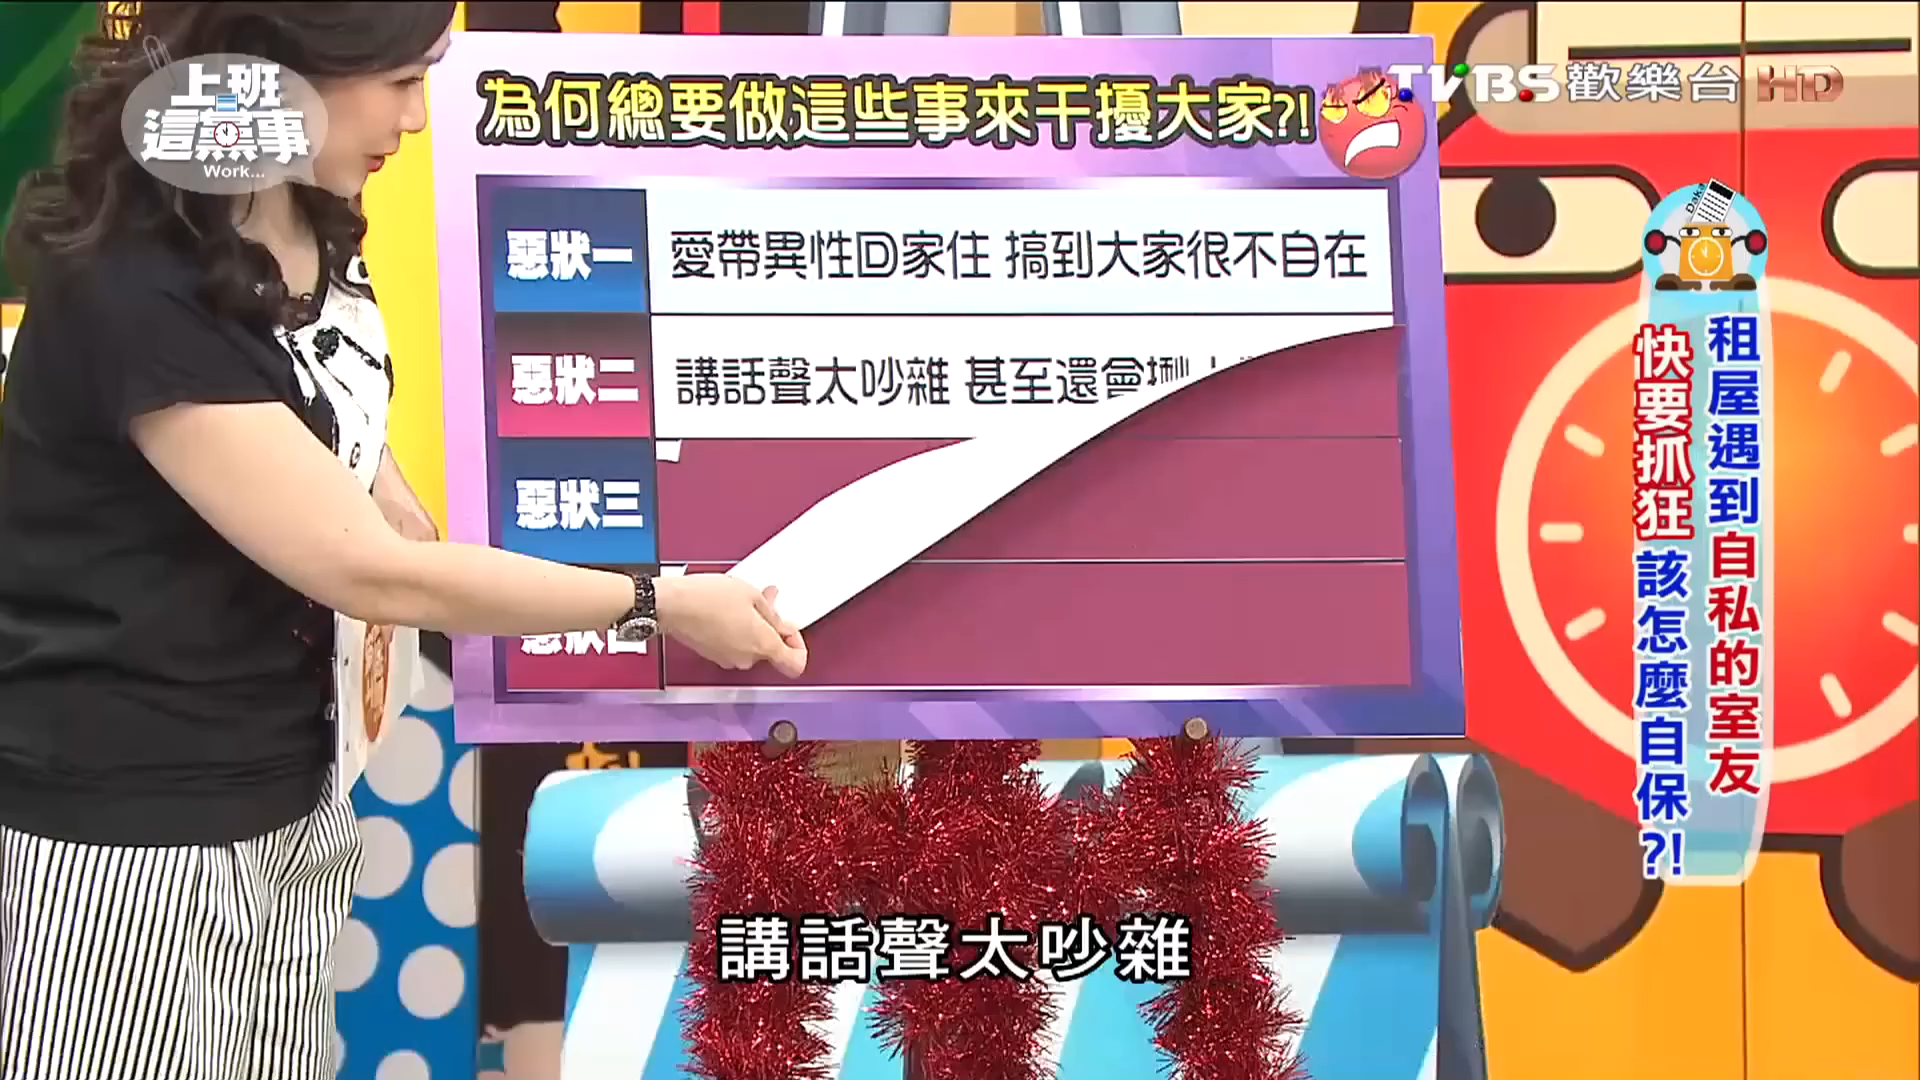 上班
這黨事
Work...
TVBS歡樂台 HD
為何總要做這些事來干擾大家?!
惡狀一 愛帶異性回家住 搞到大家很不自在
惡狀二 講話聲太吵雜 甚至還會揪
惡狀三
惡狀四
租屋遇到自私的室友
快要抓狂 該怎麼自保?!
講話聲太吵雜